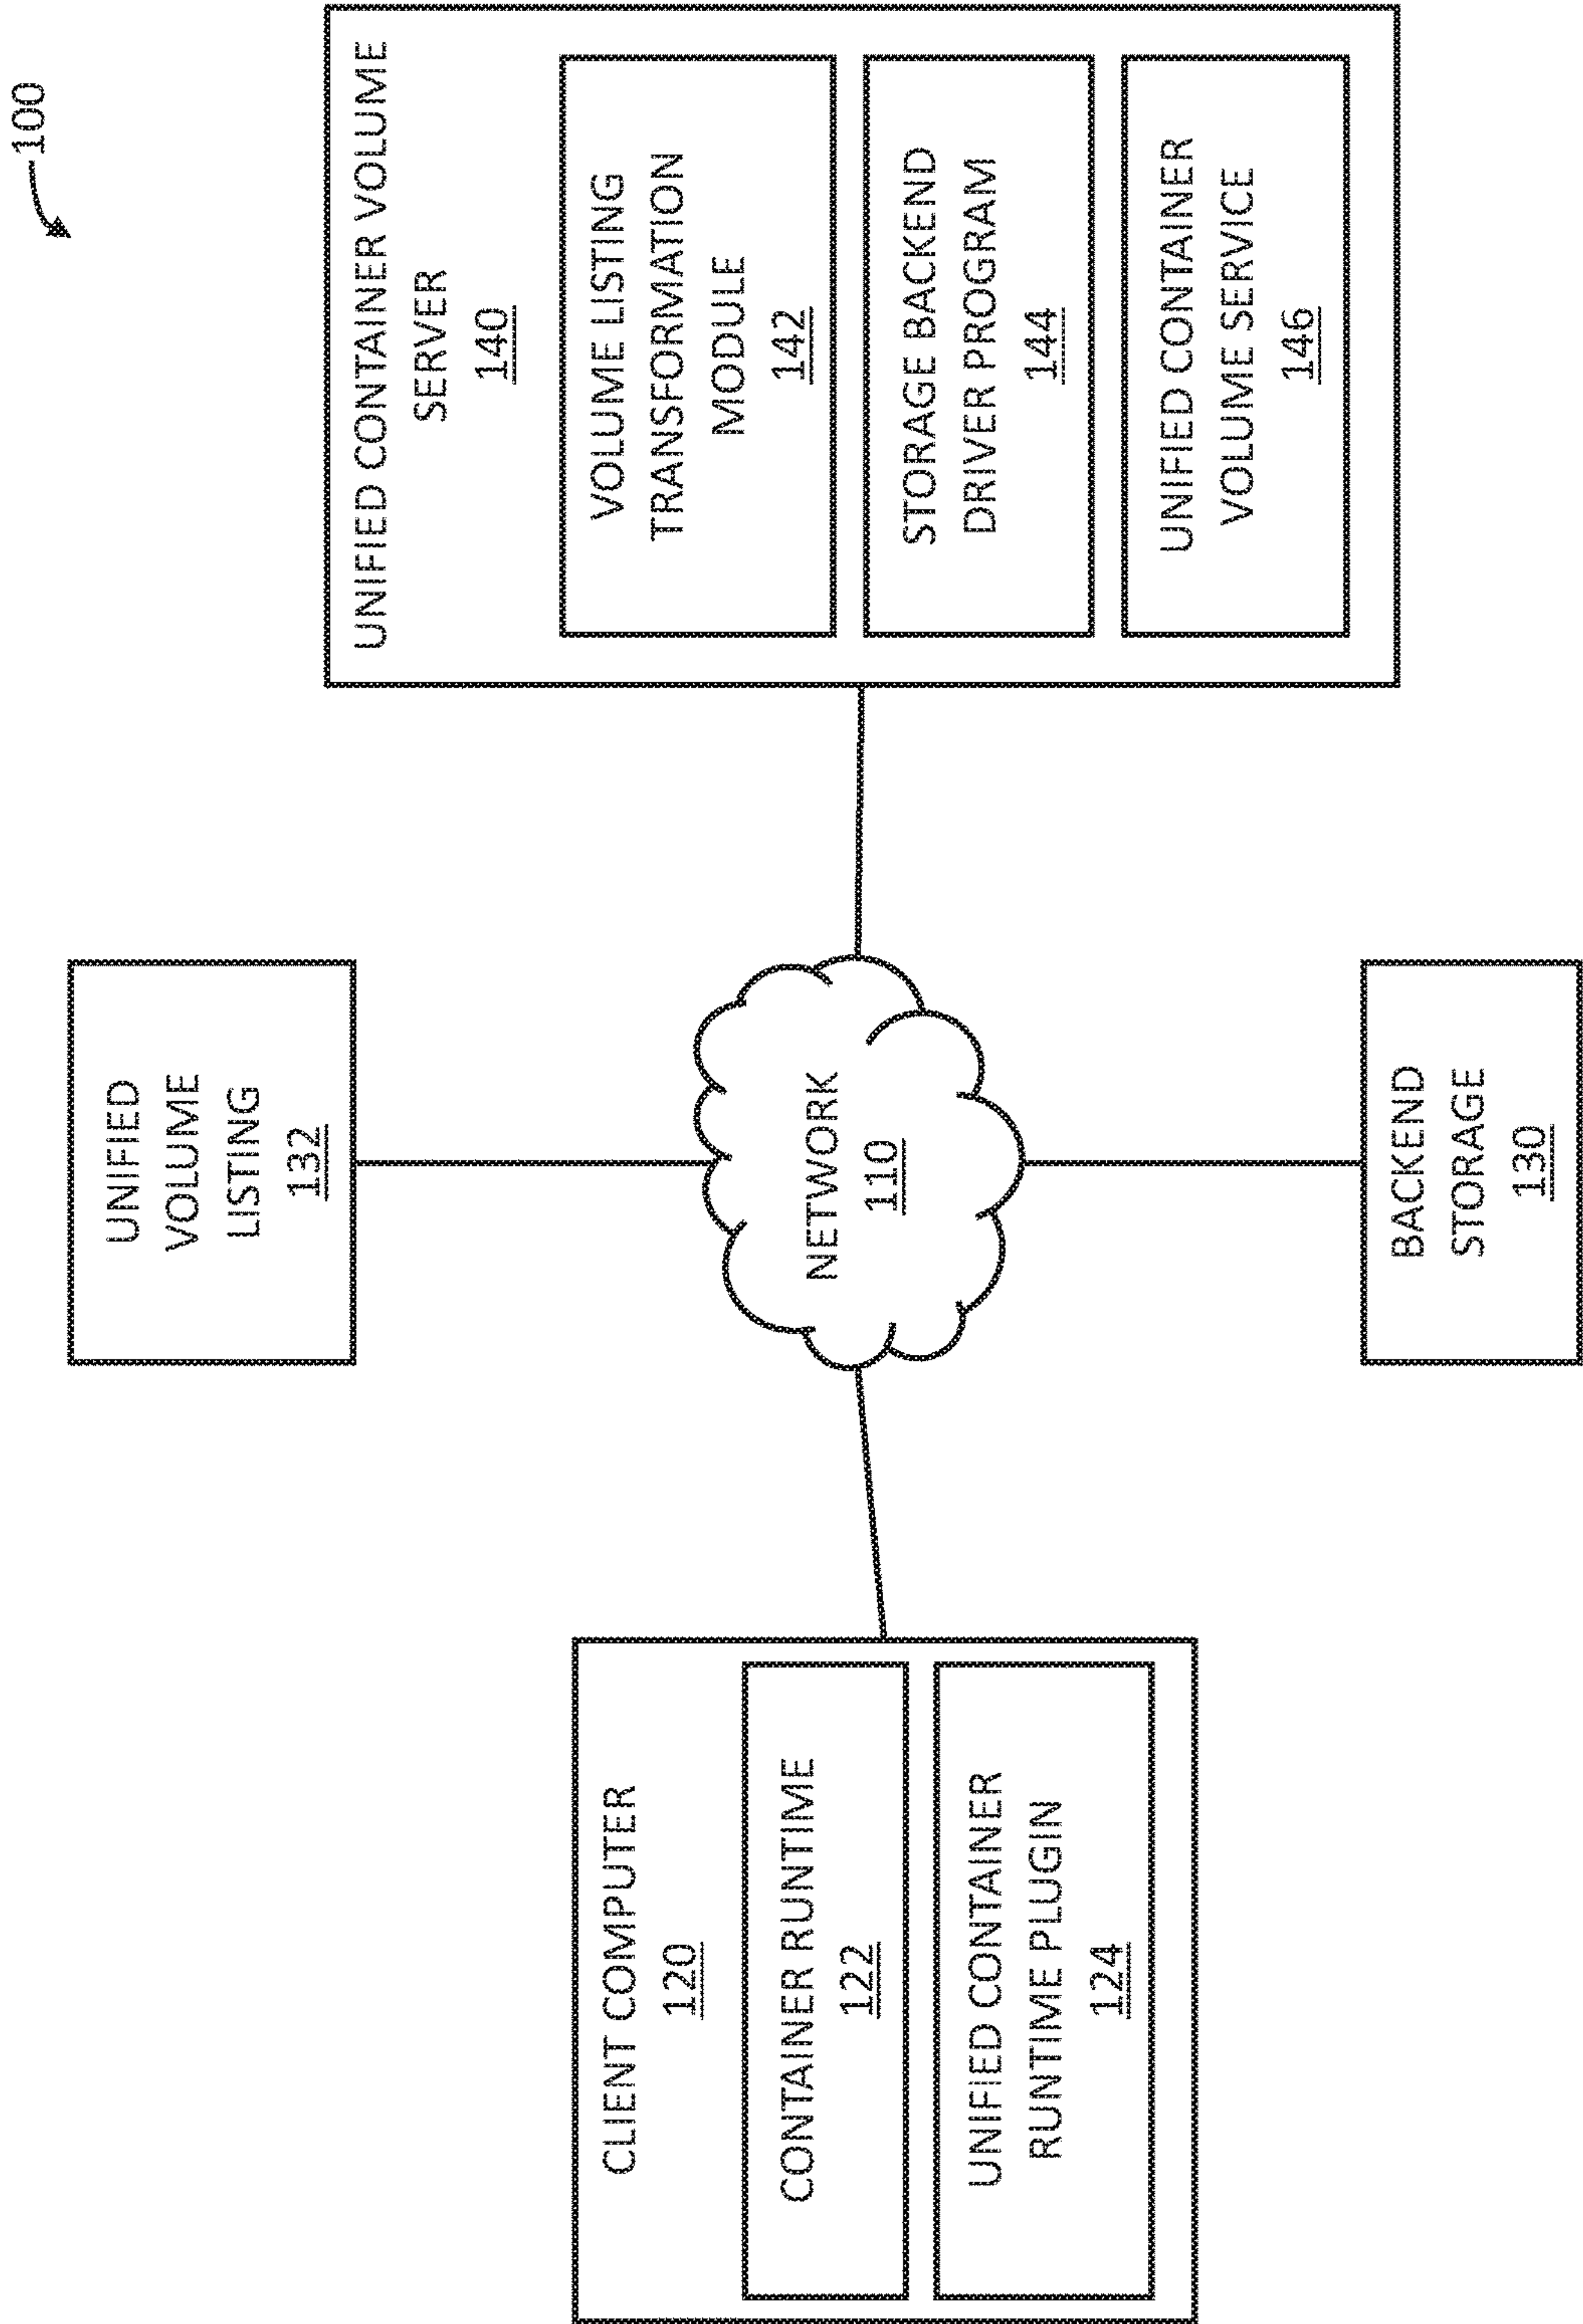 100
UNIFIED
VOLUME
LISTING
132
CLIENT COMPUTER
120
CONTAINER RUNTIME
122
UNIFIED CONTAINER
RUNTIME PLUGIN
124
NETWORK
110
UNIFIED CONTAINER VOLUME
SERVER
140
VOLUME LISTING
TRANSFORMATION
MODULE
142
STORAGE BACKEND
DRIVER PROGRAM
144
UNIFIED CONTAINER
VOLUME SERVICE
146
BACKEND
STORAGE
130